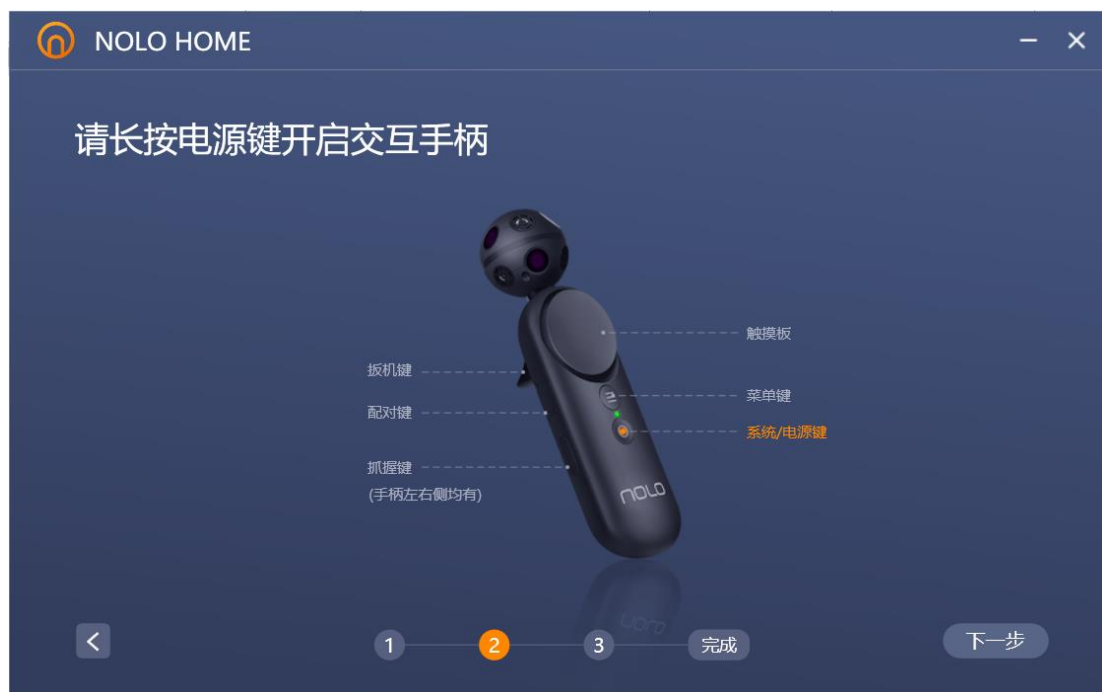 NOLO HOME
请长按电源键开启交互手柄
触摸板
扳机键
菜单键
配对键
系统/电源键
抓握键
(手柄左右侧均有)
nolo
1
2
3
完成
下一步